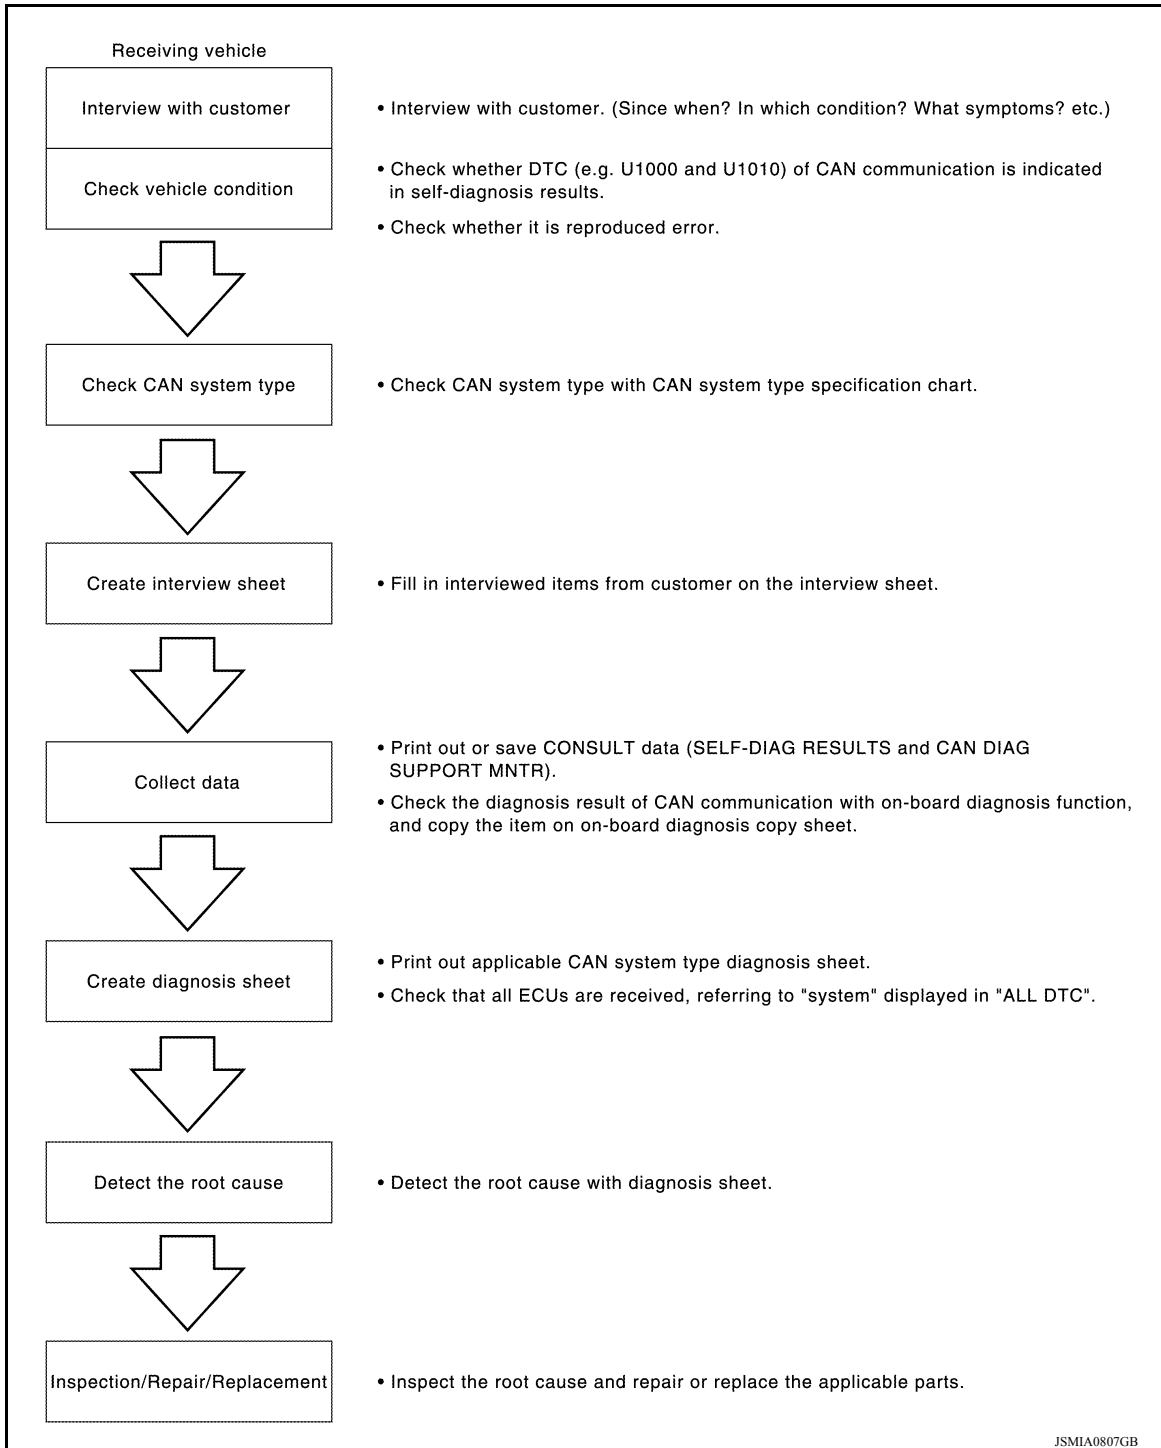 Receiving vehicle
Interview with customer
• Interview with customer. (Since when? In which condition? What symptoms? etc.)
Check vehicle condition
• Check whether DTC (e.g. U1000 and U1010) of CAN communication is indicated
in self-diagnosis results.
• Check whether it is reproduced error.
Check CAN system type
• Check CAN system type with CAN system type specification chart.
Create interview sheet
• Fill in interviewed items from customer on the interview sheet.
Collect data
• Print out or save CONSULT data (SELF-DIAG RESULTS and CAN DIAG
SUPPORT MNTR).
• Check the diagnosis result of CAN communication with on-board diagnosis function,
and copy the item on on-board diagnosis copy sheet.
Create diagnosis sheet
• Print out applicable CAN system type diagnosis sheet.
• Check that all ECUs are received, referring to "system" displayed in "ALL DTC".
Detect the root cause
• Detect the root cause with diagnosis sheet.
Inspection/Repair/Replacement
• Inspect the root cause and repair or replace the applicable parts.
JSMIA0807GB